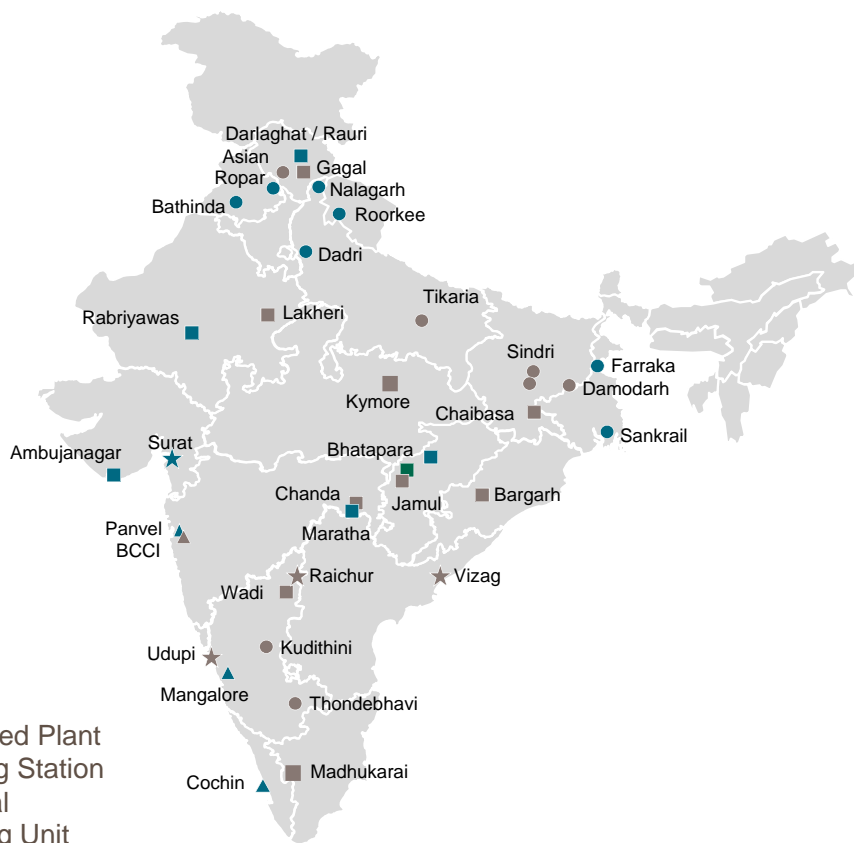 Darlaghat / Rauri
Asian
Gagal
Ropar
Nalagarh
Bathinda
Roorkee
Dadri
Tikaria
Lakheri
Rabriyawas
Sindri
Farraka
Damodarh
Kymore
Chaibasa
Sankrail
Surat
Bhatapara
Ambujanagar
Chanda
Jamul
Bargarh
Panvel
Maratha
BCCI
Raichur
Vizag
Wadi
Kudithini
Udupi
Mangalore
Thondebhavi
ed Plant
g Station
Madhukarai
Cochin
al
g Unit